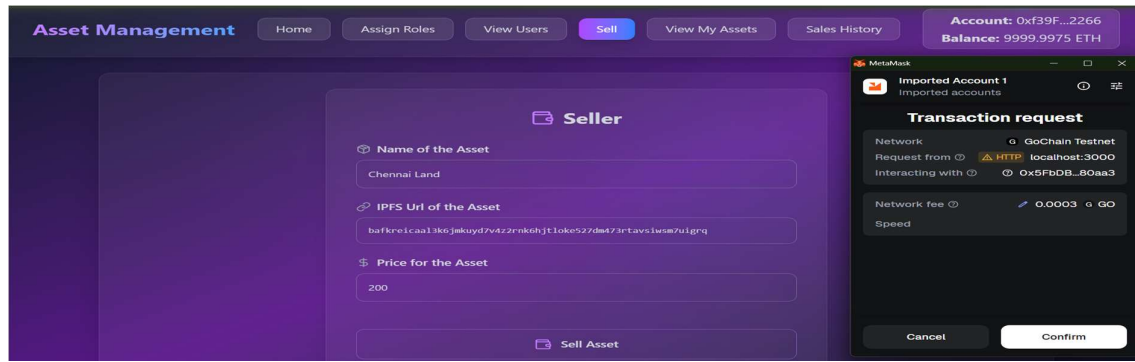 Asset Management Home Assign Roles View Users Sell View My Assets Sales History
Account: 0xf39F...2266
Balance: 9999.9975 ETH
Seller
Name of the Asset
Chennai Land
IPFS Url of the Asset
bafkreicaal3k6jmkuyd7v4z2rnk6hjtloke527dm473rtavsiwsm7uigrq
$ Price for the Asset
200
Sell Asset
MetaMask
Imported Account 1
Imported accounts
Transaction request
Network G GoChain Testnet
Request from HTTP localhost:3000
Interacting with 0x5FbDB...80aa3
Network fee 0.0003 G GO
Speed
Cancel Confirm